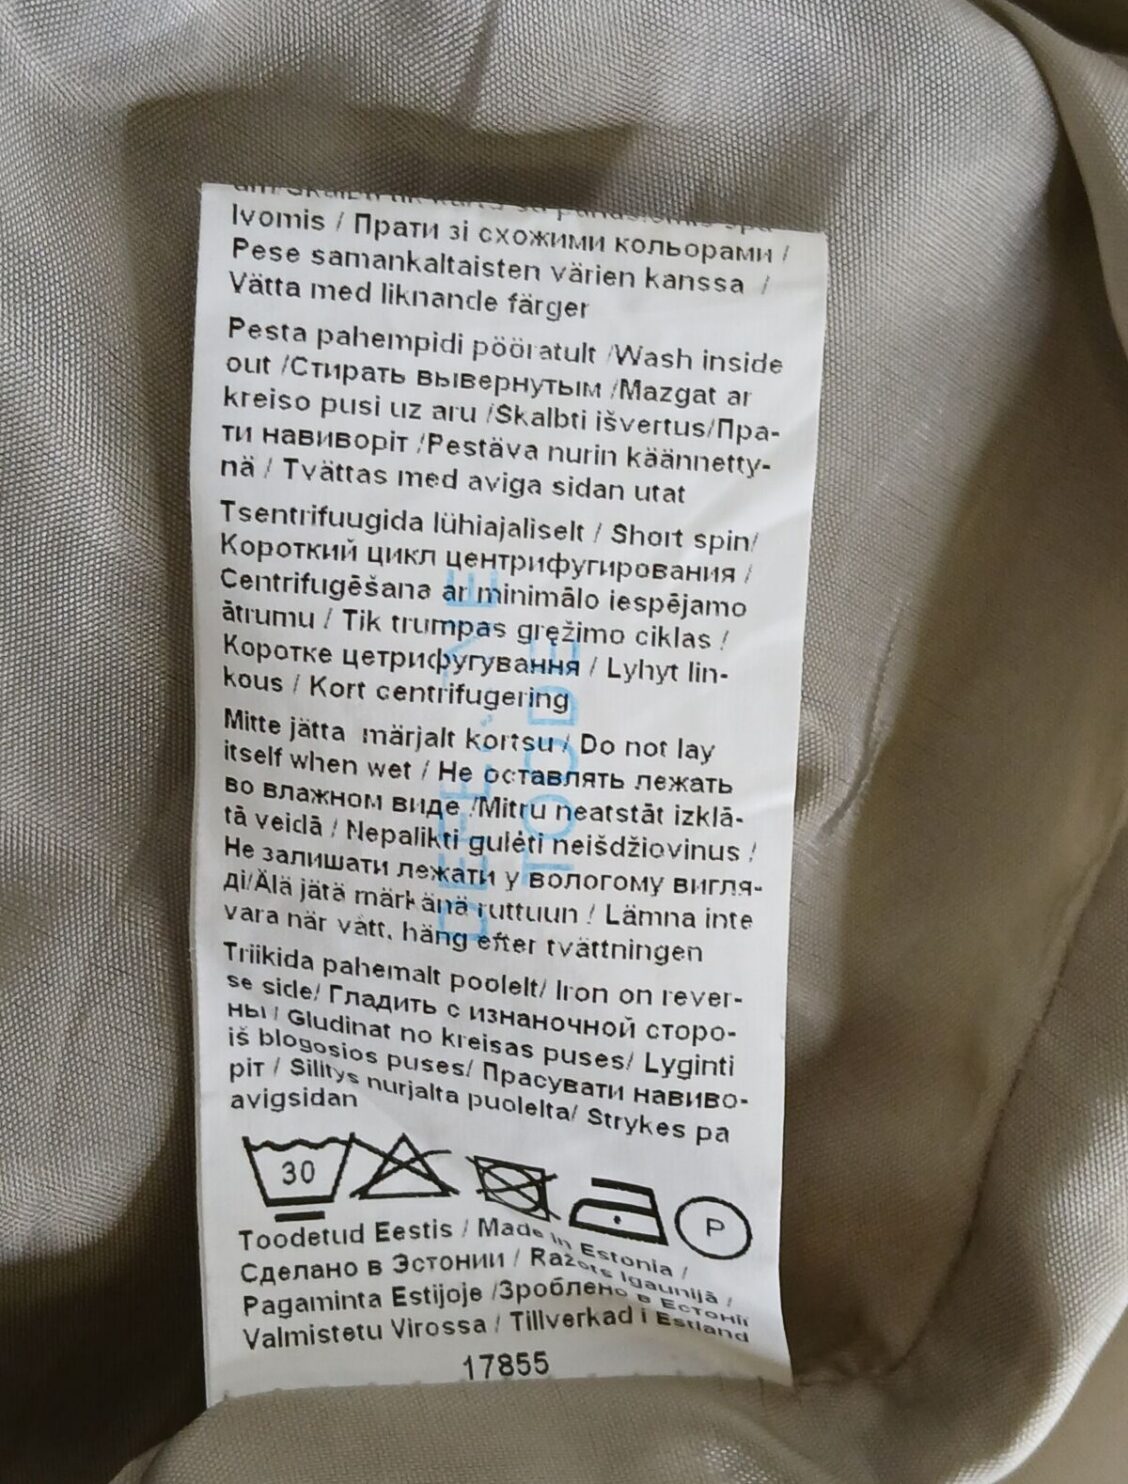 Ivomis / Прати зі схожими кольорами /
Pese samankaltaisten värien kanssa /
Vätta med liknande färger
Pesta pahempidi pööratult /Wash inside
out /Стирать вывернутым /Mazgat ar
kreiso pusi uz aru /Skalbti išvertus/Пра-
ти навиворіт /Pestäva nurin käännetty-
nä / Tvättas med aviga sidan utat
Tsentrifuugida lühiajaliselt / Short spin/
Короткий цикл центрифугирования /
Centrifugēšana ar minimālo iespējamo
ātrumu / Tik trumpas gręžimo ciklas /
Коротке цетрифугування / Lyhyt lin-
kous / Kort centrifugering
Mitte jätta märjalt kortsu / Do not lay
itself when wet / Не оставлять лежать
во влажном виде /Mitru neatstāt izklā-
tā veidā / Nepalikti gulėti neišdžiovinus /
Не залишати лежати у вологому вигля-
ді/Älä jätä märkänä ruttuun / Lämna inte
vara när vått, häng efter tvättningen
Triikida pahemalt poolelt/ Iron on rever-
se side/ Гладить с изнаночной сторо-
ны / Gludinat no kreisas puses/ Lyginti
iš blogosios puses/ Прасувати навиво-
ріт / Silitys nurjalta puolelta/ Strykes pa
avigsidan
30 P
Toodetud Eestis / Made in Estonia /
Сделано в Эстонии / Ražots Igaunijā /
Pagaminta Estijoje /Зроблено в Естонії
Valmistetu Virossa / Tillverkad i Estland
17855
TOODE